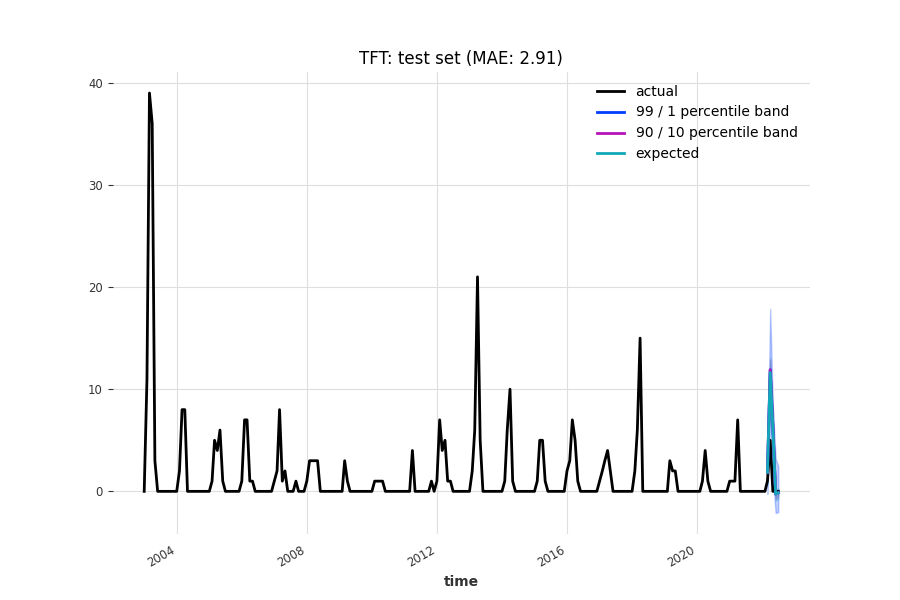 TFT: test set (MAE: 2.91)
actual
99 / 1 percentile band
90 / 10 percentile band
expected
40
30
20
10
0
2004
2008
2012
2016
2020
time